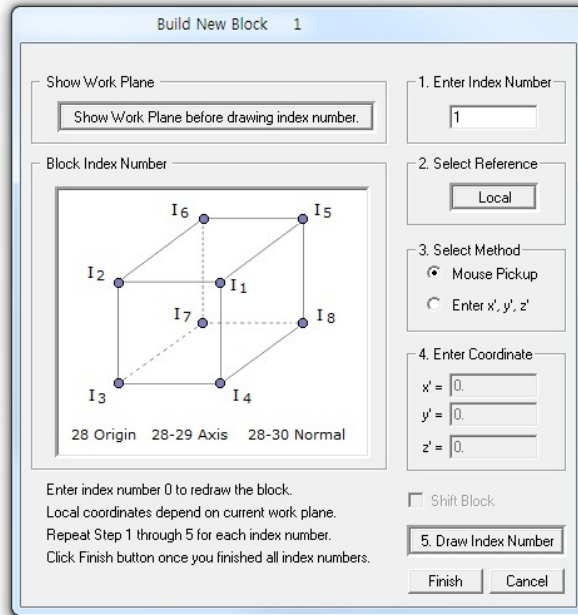 Build New Block 1
Show Work Plane
Show Work Plane before drawing index number.
Block Index Number
I6
I5
I2
I1
I7
I8
I3
I4
28 Origin 28-29 Axis 28-30 Normal
Enter index number 0 to redraw the block.
Local coordinates depend on current work plane.
Repeat Step 1 through 5 for each index number.
Click Finish button once you finished all index numbers.
1. Enter Index Number
1
2. Select Reference
Local
3. Select Method
Mouse Pickup
Enter x', y', z'
4. Enter Coordinate
x' = 0.
y' = 0.
z' = 0.
Shift Block
5. Draw Index Number
Finish Cancel